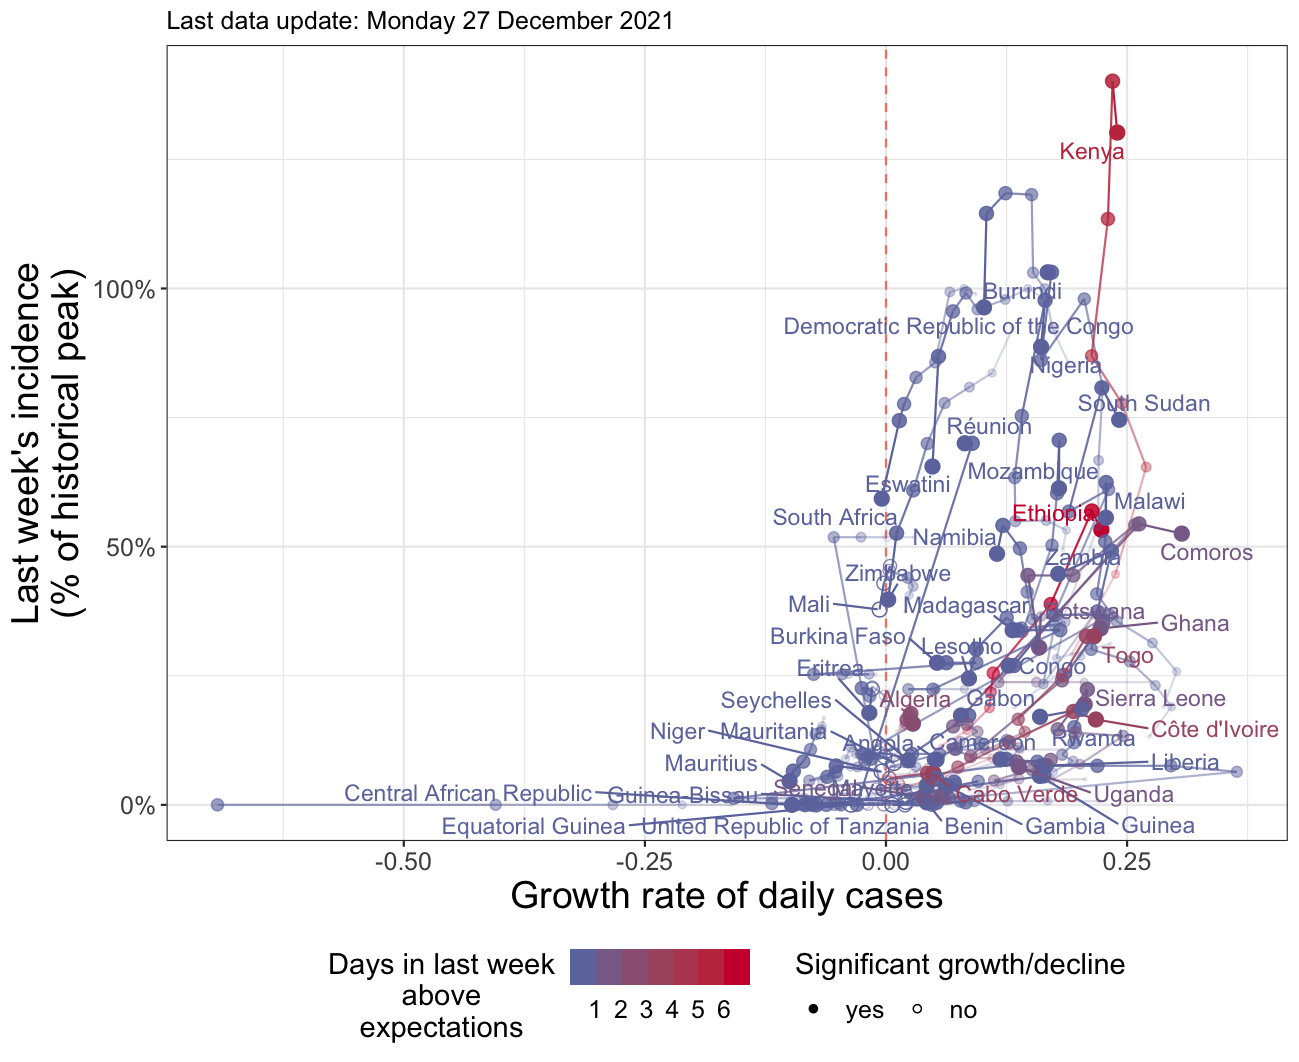 Last data update: Monday 27 December 2021
Last week's incidence
(% of historical peak)
100%
50%
0%
Kenya
Burundi
Democratic Republic of the Congo
Nigeria
South Sudan
Réunion
Mozambique
Eswatini
Malawi
Ethiopia
South Africa
Namibia
Comoros
Zambia
Zimbabwe
Mali
Madagascar
Botswana
Ghana
Burkina Faso
Lesotho
Togo
Eritrea
Congo
Seychelles
Algeria
Gabon
Sierra Leone
Niger
Mauritania
Côte d'Ivoire
Angola
Cameroon
Rwanda
Mauritius
Liberia
Central African Republic
Guinea-Bissau
Senegal
Mayotte
Cabo Verde
Uganda
Equatorial Guinea
United Republic of Tanzania
Benin
Gambia
Guinea
-0.50
-0.25
0.00
0.25
Growth rate of daily cases
Days in last week
above
expectations
1 2 3 4 5 6
Significant growth/decline
yes
no